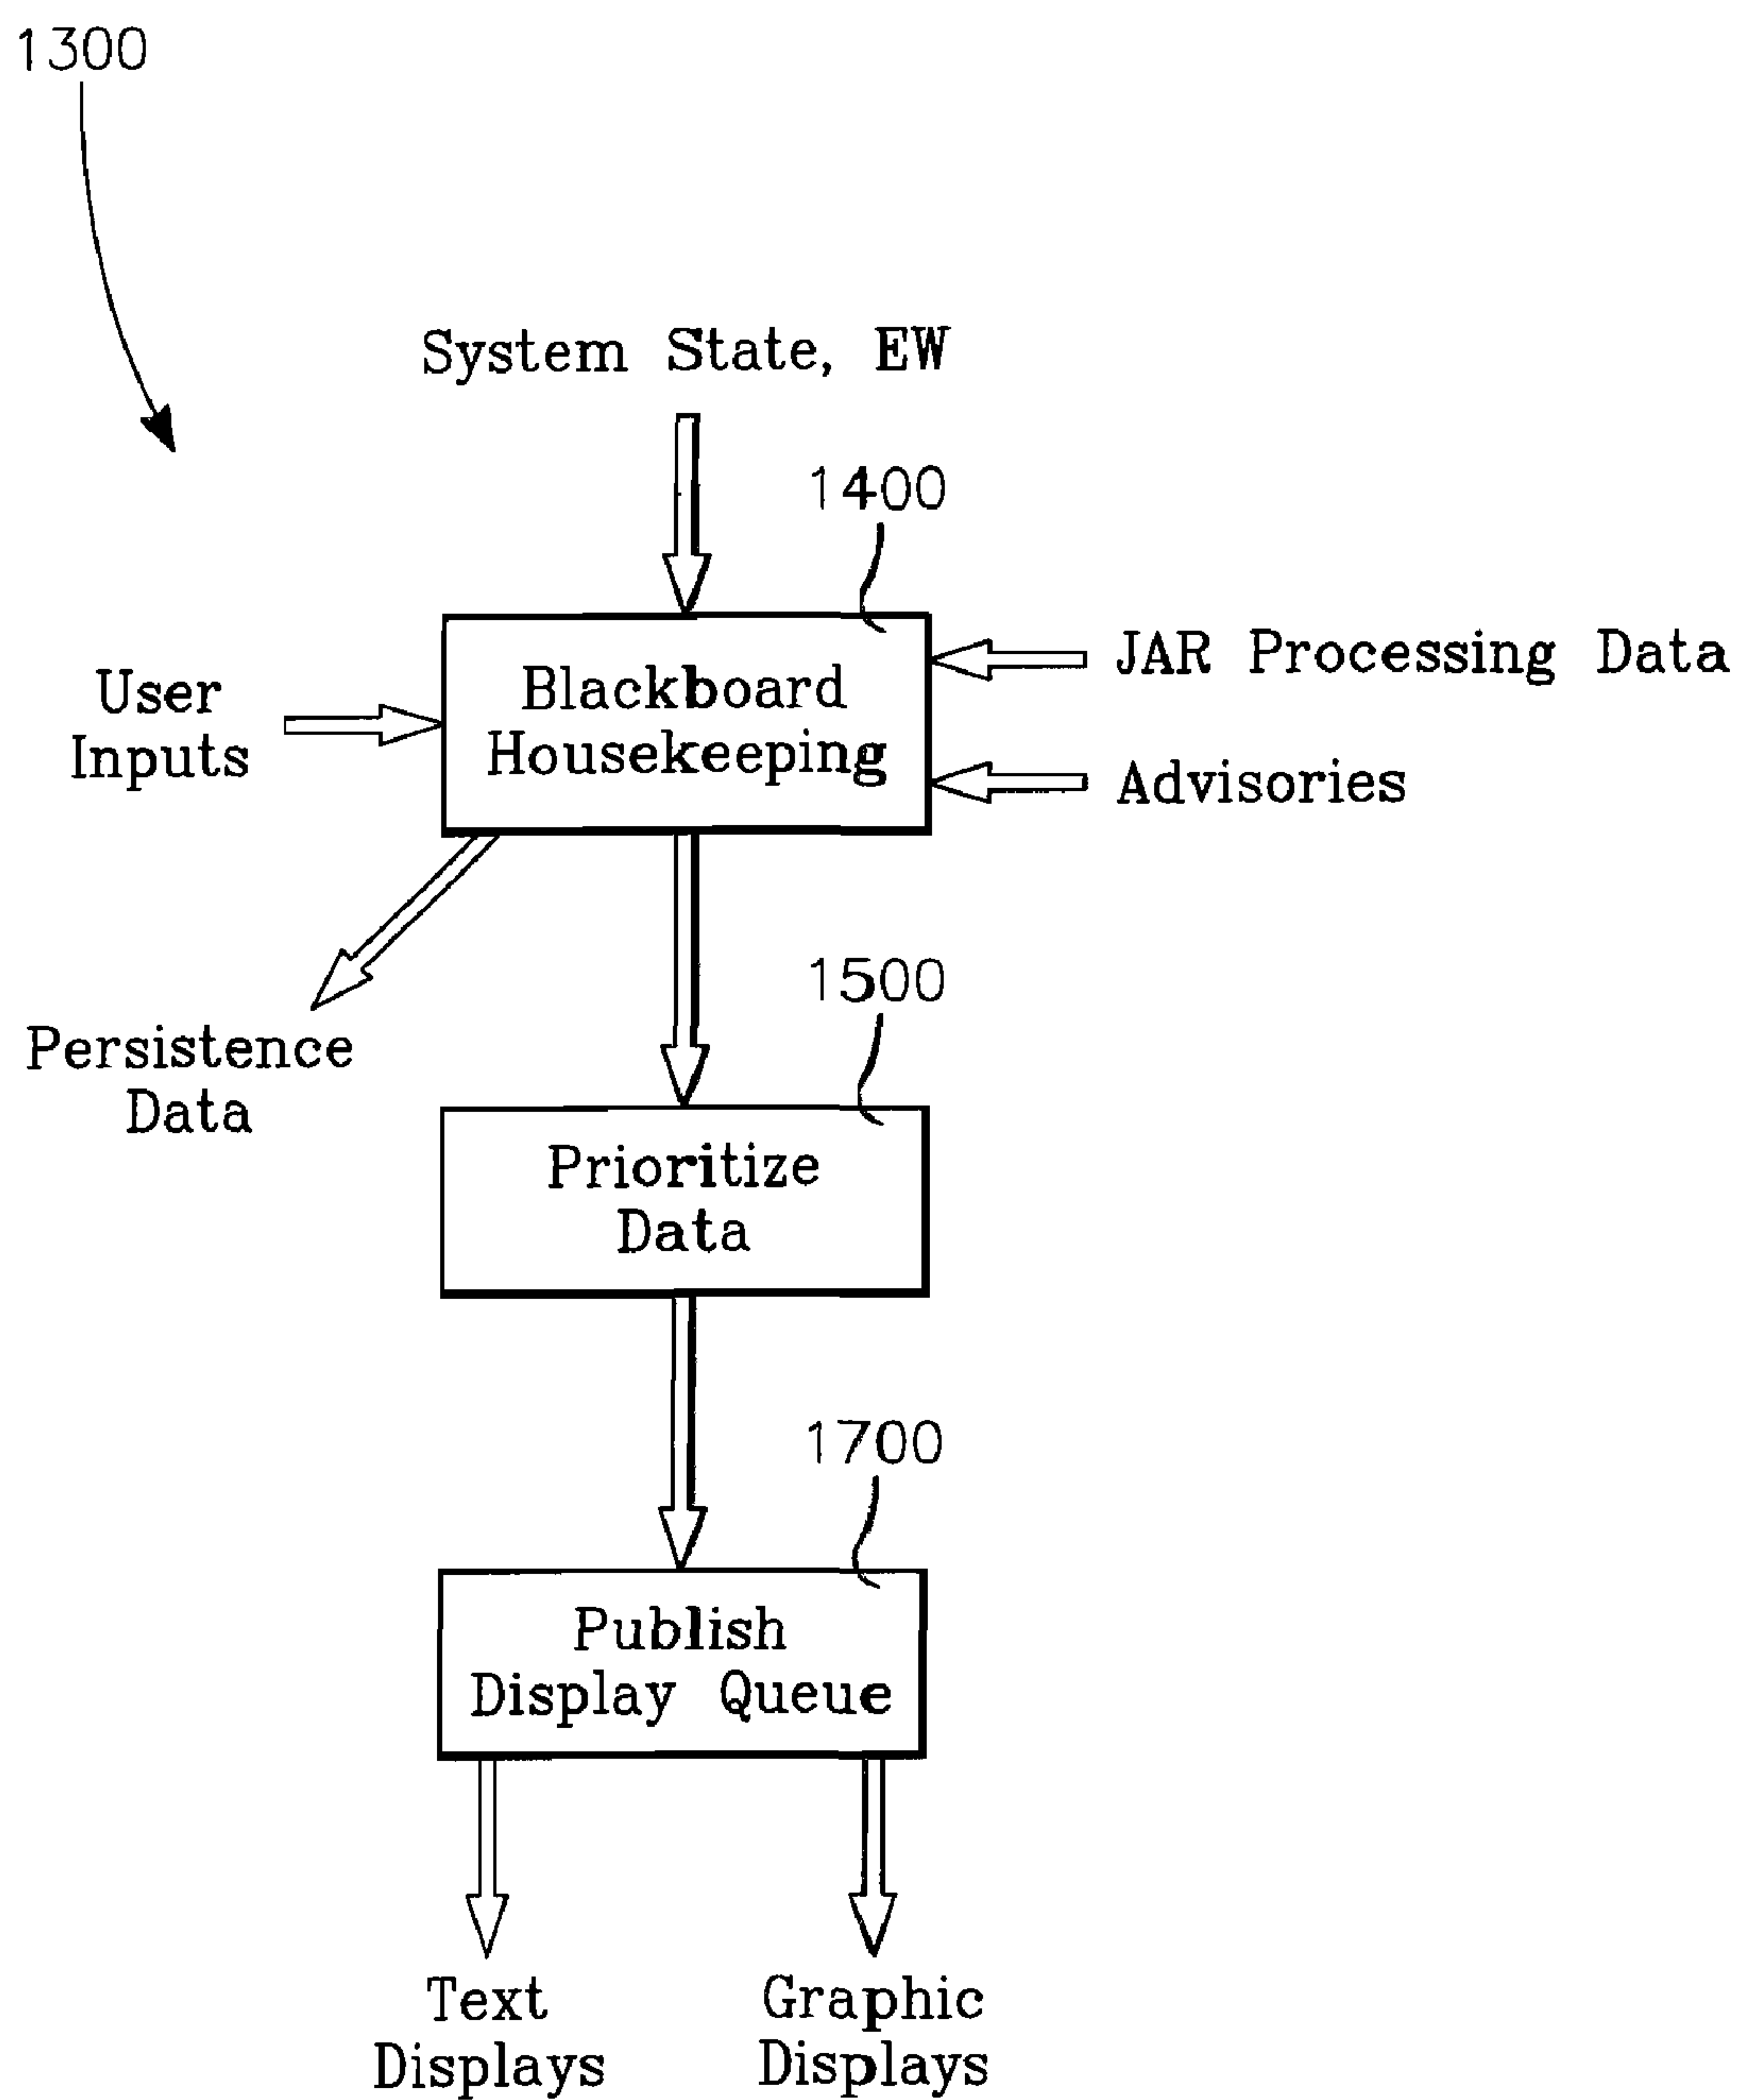 1300
System State, EW
1400
JAR Processing Data
User
Inputs
Blackboard
Housekeeping
Advisories
1500
Persistence
Data
Prioritize
Data
1700
Publish
Display Queue
Text
Displays
Graphic
Displays